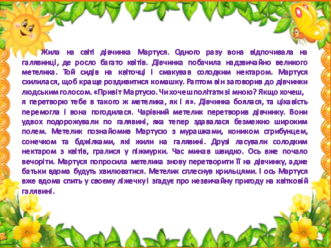 Жила на світі дівчинка Мартуся. Одного разу вона відпочивала на
галявинці, де росло багато квітів. Дівчинка побачила надзвичайно великого
метелика. Той сидів на квіточці і смакував солодким нектаром. Мартуся
схилилася, щоб краще роздивитися комашку. Раптом він заговорив до дівчинки
людським голосом. «Привіт Мартусю. Чи хочеш політати зі мною? Якщо хочеш,
я перетворю тебе в такого ж метелика, як і я». Дівчинка боялася, та цікавість
перемогла і вона погодилася. Чарівний метелик перетворив дівчинку. Вони
удвох подорожували по галявині, яка тепер здавалася безмежно широким
полем. Метелик познайомив Мартусю з мурашками, коником стрибунцем,
сонечком та бджілками, які жили на галявині. Друзі ласували солодким
нектаром з квітів, гралися у піжмурки. Час минав швидко. Ось вже почало
вечоріти. Мартуся попросила метелика знову перетворити її на дівчинку, адже
батьки вдома будуть хвилюватися. Метелик сплеснув крильцями. І ось Мартуся
вже вдома спить у своєму ліжечку і згадує про незвичайну пригоду на квітковій
галявині.